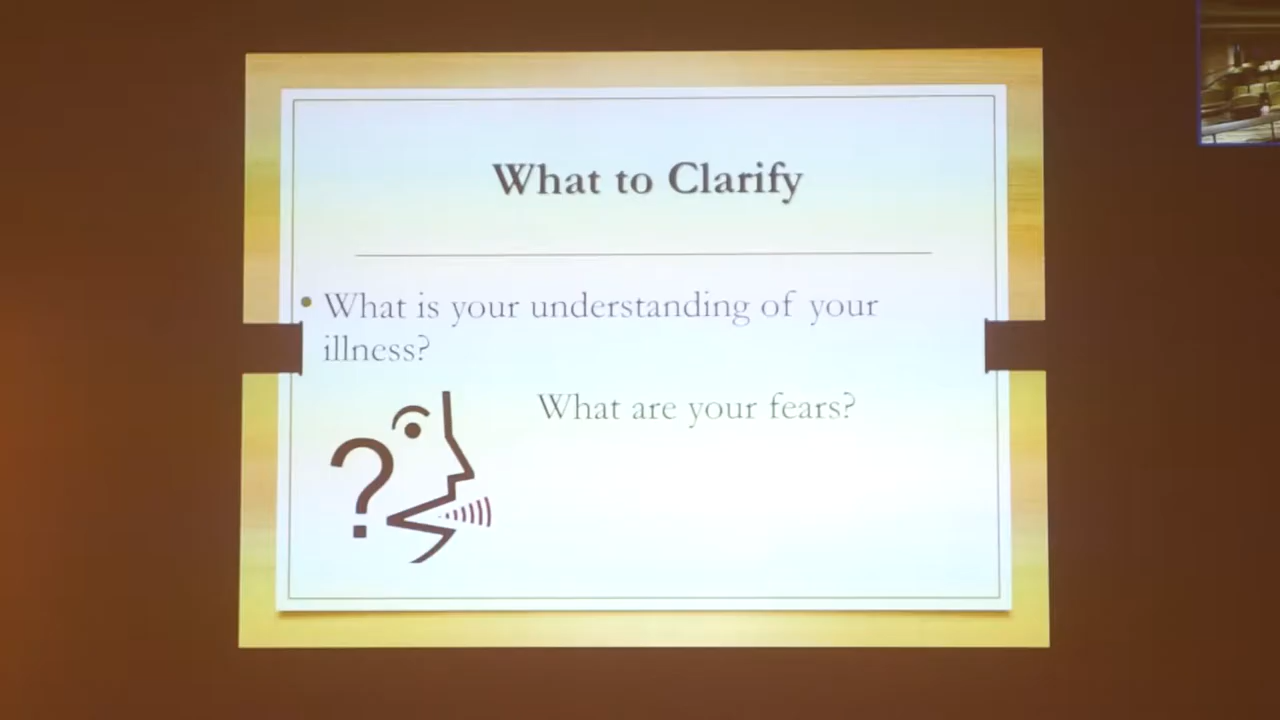 What to Clarify
• What is your understanding of your
illness?
What are your fears?
?